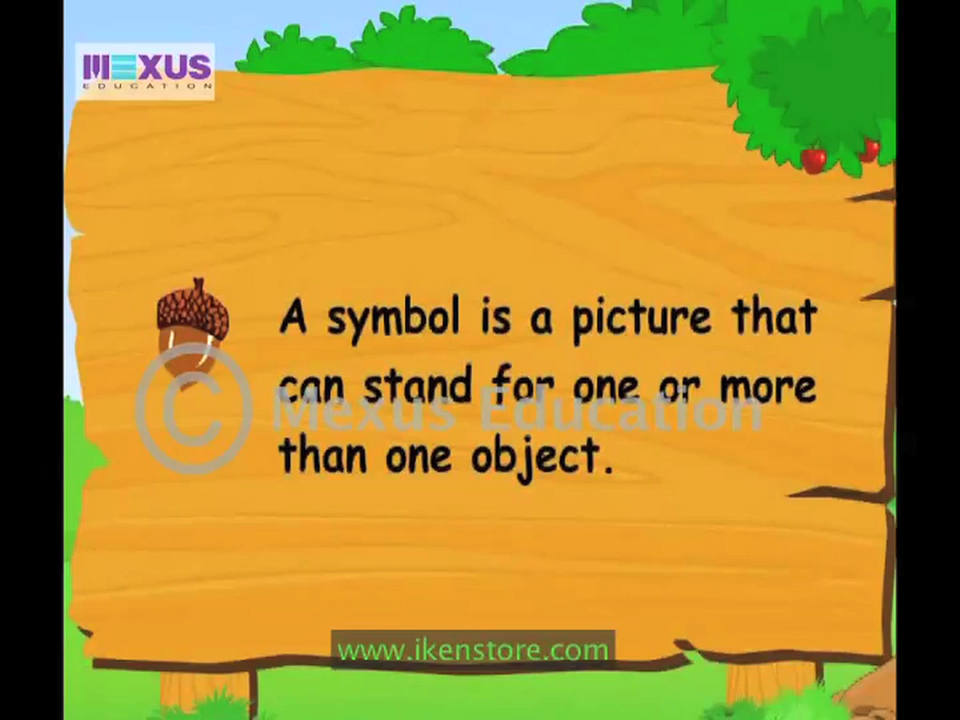 MEXUS
EDUCATION
A symbol is a picture that
can stand for one or more
© Mexus Education
than one object.
www.ikenstore.com